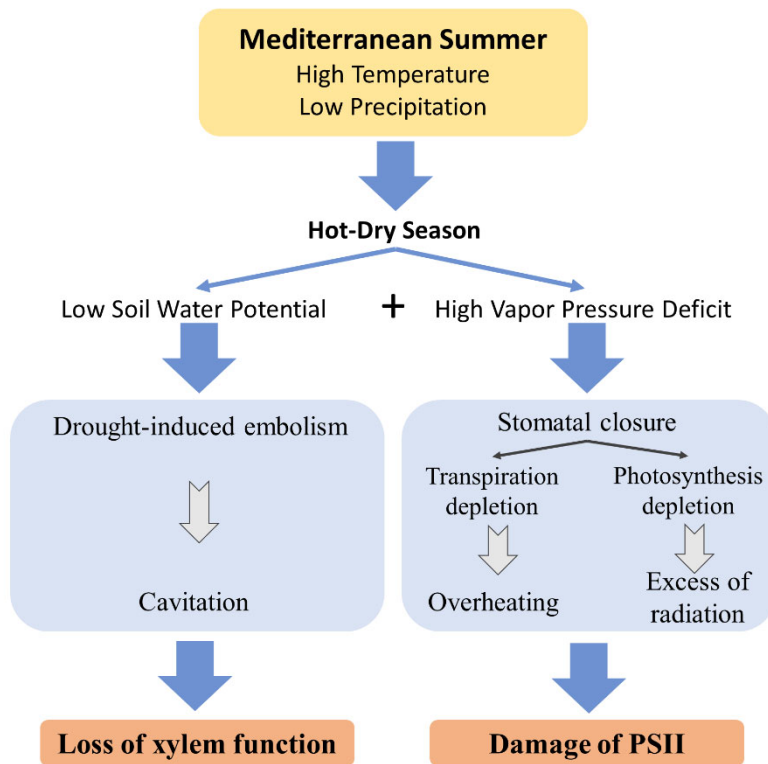 Mediterranean Summer
High Temperature
Low Precipitation
Hot-Dry Season
Low Soil Water Potential + High Vapor Pressure Deficit
Drought-induced embolism
Cavitation
Loss of xylem function
Stomatal closure
Transpiration
depletion
Overheating
Photosynthesis
depletion
Excess of
radiation
Damage of PSII